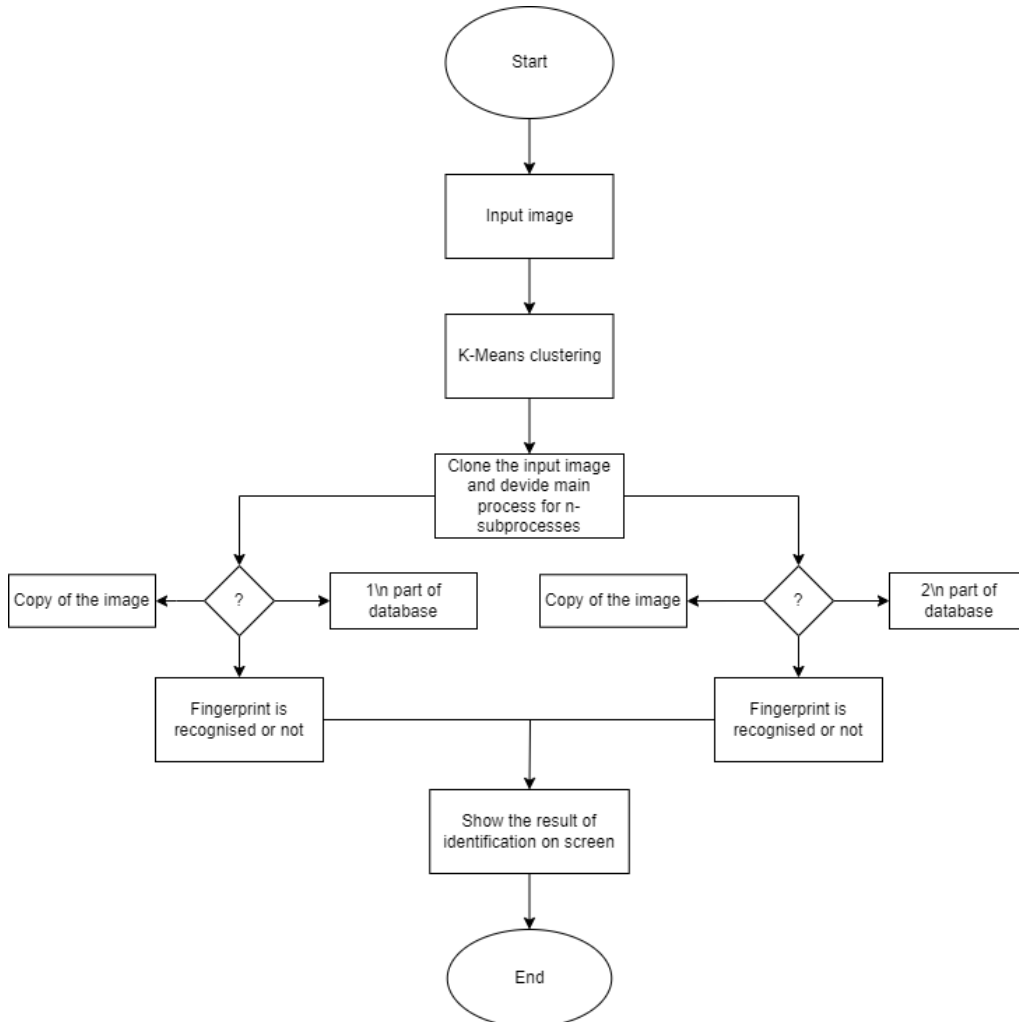 Start
Input image
K-Means clustering
Clone the input image
and devide main
process for n-
subprocesses
Copy of the image
?
1\n part of
database
Copy of the image
?
2\n part of
database
Fingerprint is
recognised or not
Fingerprint is
recognised or not
Show the result of
identification on screen
End